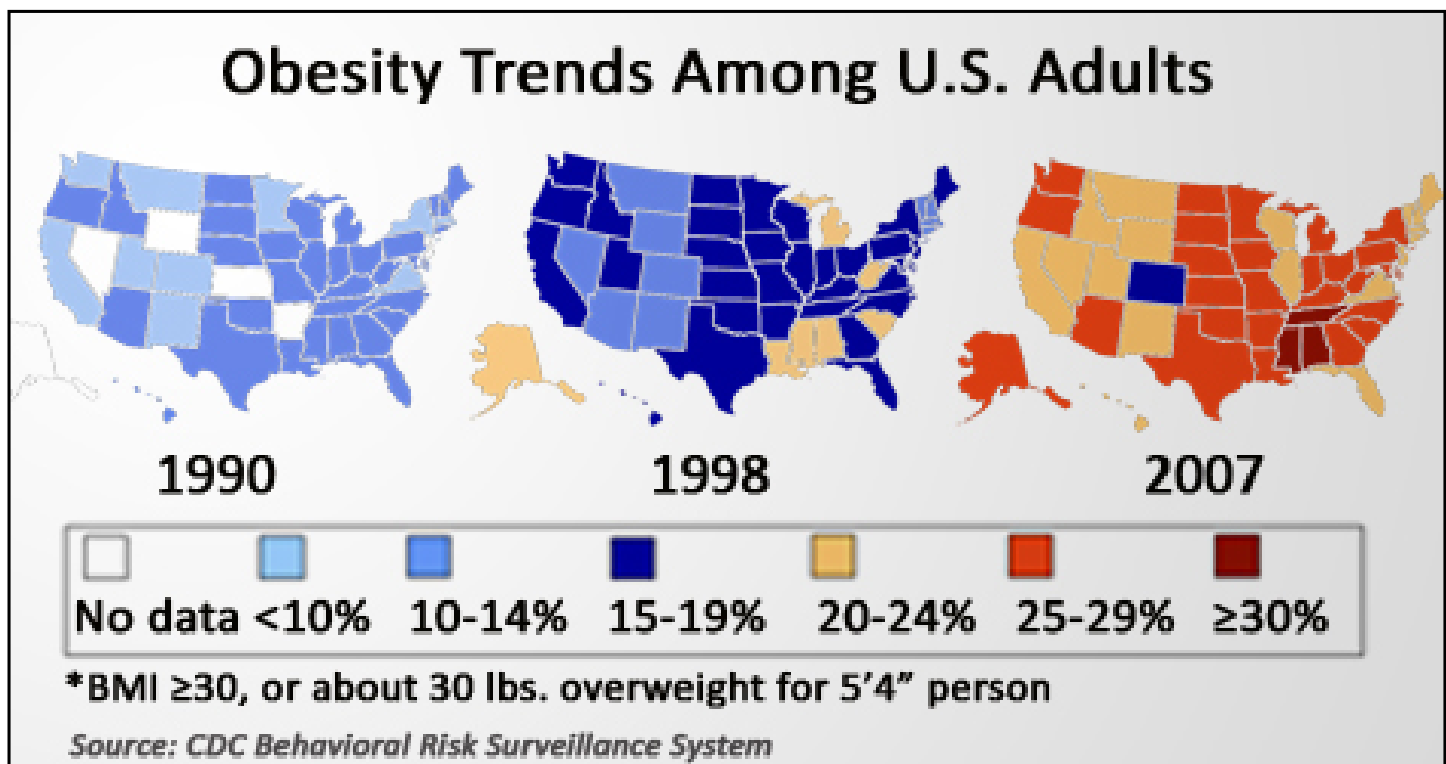 Obesity Trends Among U.S. Adults
1990 1998 2007
No data <10% 10-14% 15-19% 20-24% 25-29% ≥30%
*BMI ≥30, or about 30 lbs. overweight for 5’4” person
Source: CDC Behavioral Risk Surveillance System